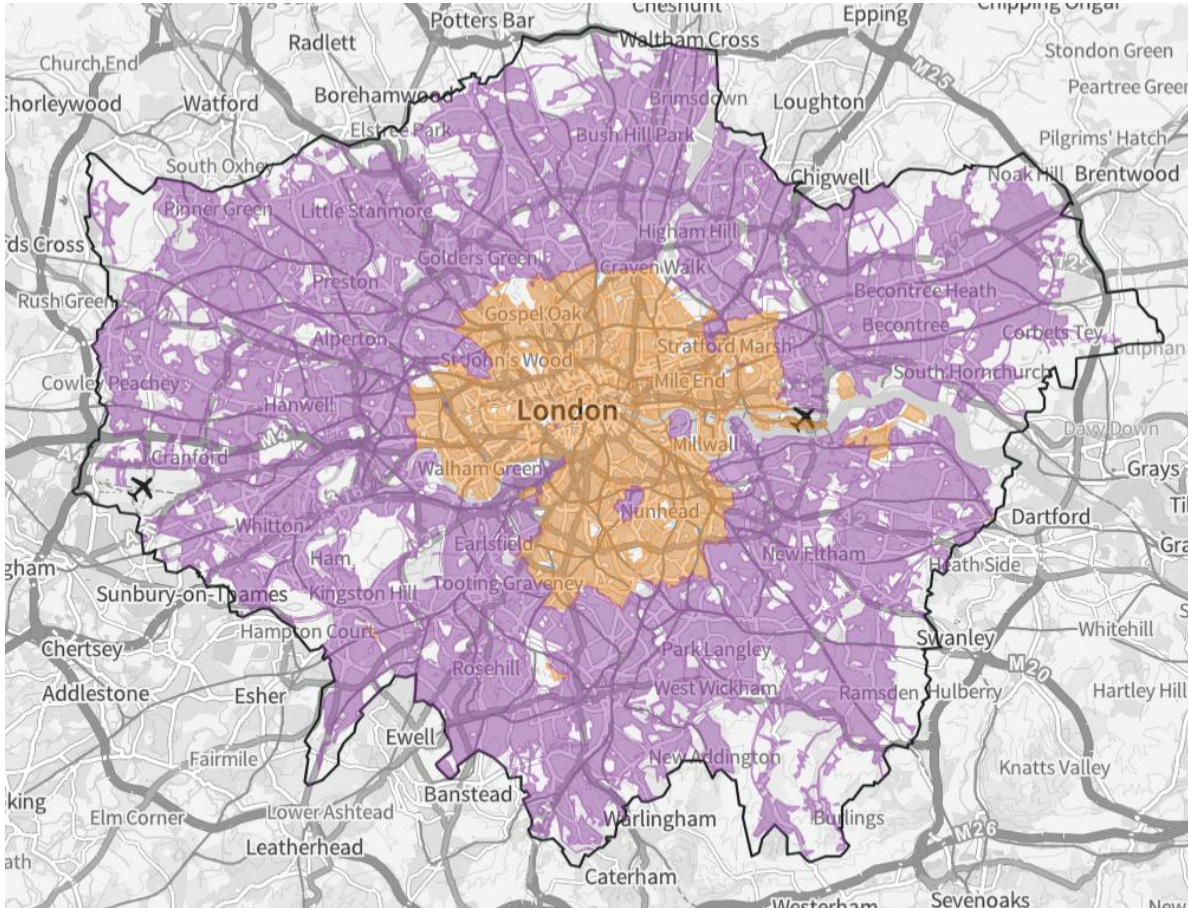 Potters Bar
Cheshunt
Epping
Chipping Ongar
Radlett
Waltham Cross
Stondon Green
Church End
M25
Peartree Green
Chorleywood
Watford
Borehamwood
Brimsdown
Loughton
Elstree Park
Bush Hill Park
Pilgrims' Hatch
South Oxhey
Chigwell
Noak Hill
Brentwood
Pinner Green
Little Stanmore
Higham Hill
rds Cross
Golders Green
Craven Walk
Rush Green
Preston
Becontree Heath
Gospel Oak
Becontree
Corbets Tey
Alperton
Stratford Marsh
Bulphan
St John's Wood
South Hornchurch
Cowley Peachey
Mile End
Hanwell
London
M4
Millwall
Davy Down
Cranford
Walham Green
Grays
Nunhead
Whitton
Dartford
Earlsfield
New Eltham
Ham
Heath Side
gham
Tooting Graveney
Sunbury-on-Thames
Kingston Hill
Hampton Court
Whitehill
Swanley
Chertsey
Park Langley
Rosehill
M20
Addlestone
Esher
West Wickham
Ramsden
Hulberry
Hartley Hill
Ewell
Fairmile
New Addington
Knatts Valley
Banstead
king
Elm Corner
Lower Ashtead
Warlingham
Burlings
Leatherhead
M26
ath
Caterham
Westerham
Sevenoaks
New